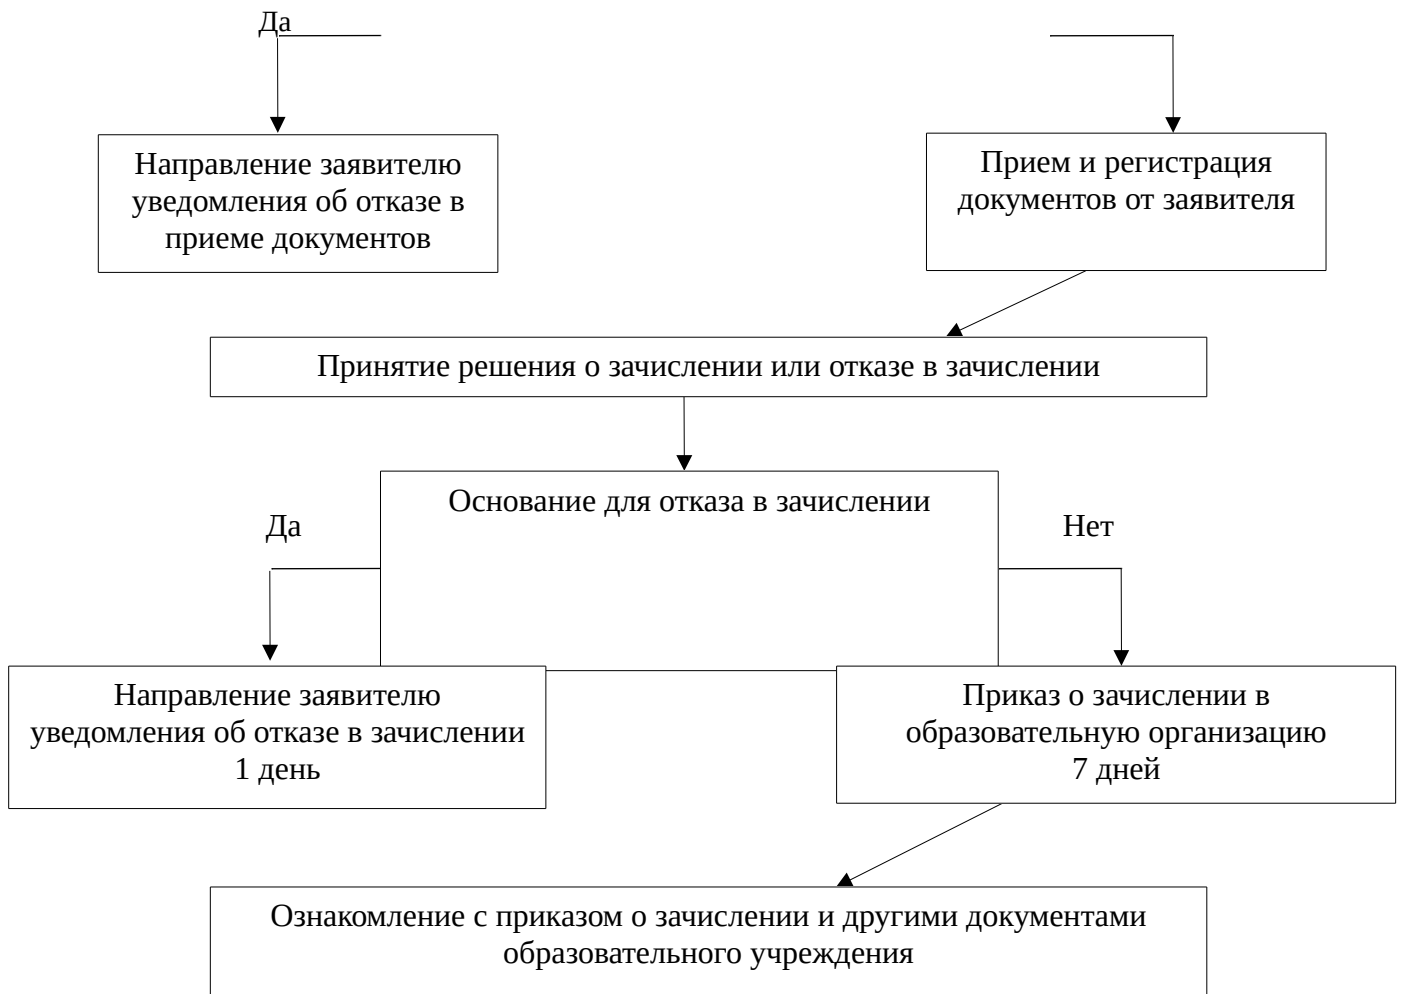 Да
Направление заявителю
уведомления об отказе в
приеме документов
Прием и регистрация
документов от заявителя
Принятие решения о зачислении или отказе в зачислении
Основание для отказа в зачислении
Да
Нет
Направление заявителю
уведомления об отказе в зачислении
1 день
Приказ о зачислении в
образовательную организацию
7 дней
Ознакомление с приказом о зачислении и другими документами
образовательного учреждения